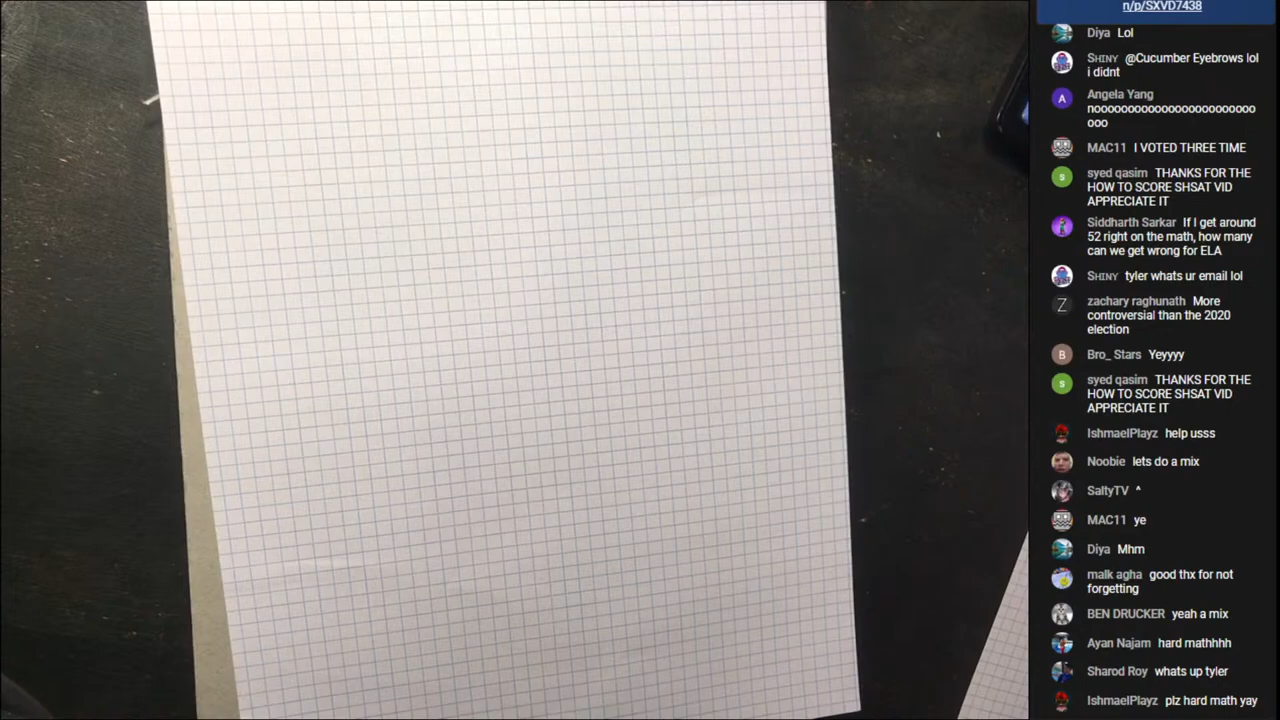 n/p/SXVD7438
Diya Lol
Shiny @Cucumber Eyebrows lol
i didnt
Angela Yang
nooooooooooooooooooooooooo
ooo
MAC11 I VOTED THREE TIME
syed qasim THANKS FOR THE
HOW TO SCORE SHSAT VID
APPRECIATE IT
Siddharth Sarkar If I get around
52 right on the math, how many
can we get wrong for ELA
Shiny tyler whats ur email lol
zachary raghunath More
controversial than the 2020
election
Bro_ Stars Yeyyyy
syed qasim THANKS FOR THE
HOW TO SCORE SHSAT VID
APPRECIATE IT
IshmaelPlayz help usss
Noobie lets do a mix
SaltyTV ^
MAC11 ye
Diya Mhm
malk agha good thx for not
forgetting
BEN DRUCKER yeah a mix
Ayan Najam hard mathhhh
Sharod Roy whats up tyler
IshmaelPlayz plz hard math yay